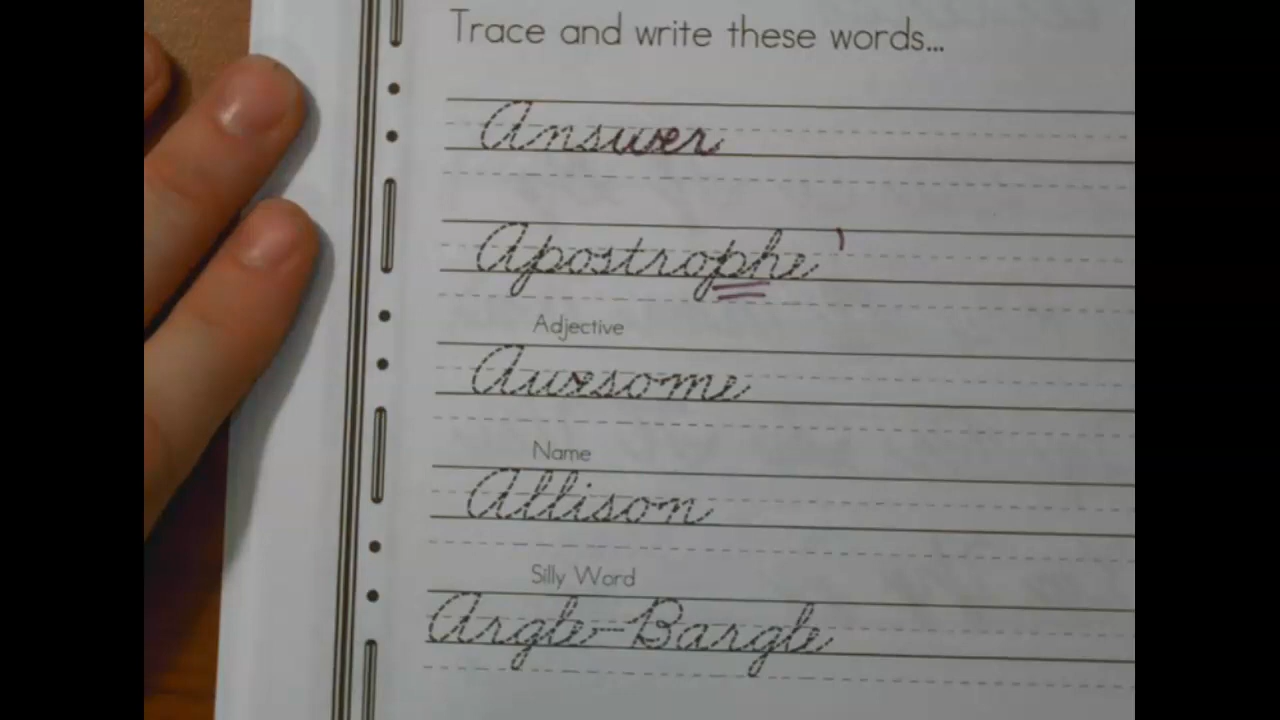 Trace and write these words...
Answer
Apostrophe '
Adjective
Awesome
Name
Allison
Silly Word
Argle-Bargle